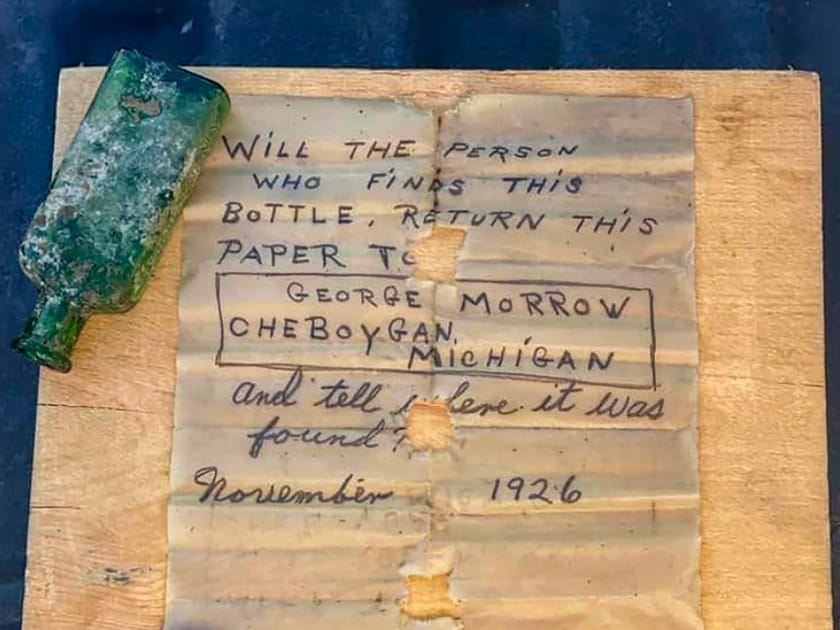 WiLL THE PERSON
WHO FiNDS THiS
BOTTLE, RETURN THiS
PAPER TO
GEORGE MORROW
CHEBOYGAN,
MiCHiGAN
and tell where it was
found?
November 1926